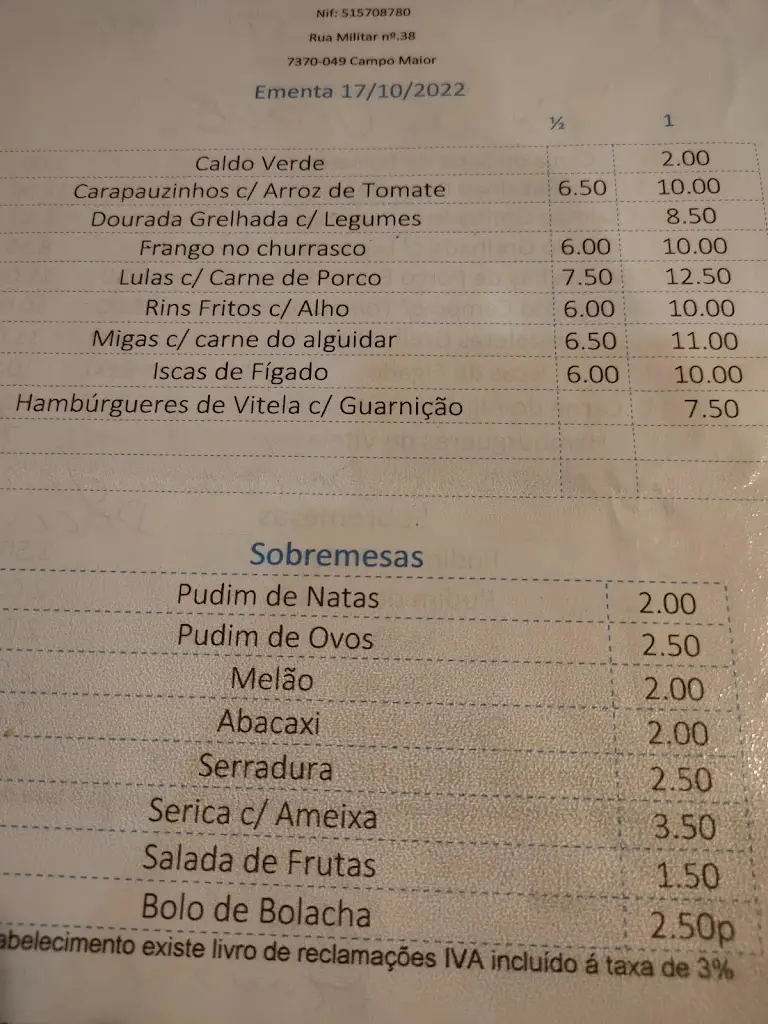 Nif: 515708780
Rua Militar nº.38
7370-049 Campo Maior
Ementa 17/10/2022
½ 1
Caldo Verde 2.00
Carapauzinhos c/ Arroz de Tomate 6.50 10.00
Dourada Grelhada c/ Legumes 8.50
Frango no churrasco 6.00 10.00
Lulas c/ Carne de Porco 7.50 12.50
Rins Fritos c/ Alho 6.00 10.00
Migas c/ carne do alguidar 6.50 11.00
Iscas de Fígado 6.00 10.00
Hambúrgueres de Vitela c/ Guarnição 7.50
Sobremesas
Pudim de Natas 2.00
Pudim de Ovos 2.50
Melão 2.00
Abacaxi 2.00
Serradura 2.50
Serica c/ Ameixa 3.50
Salada de Frutas 1.50
Bolo de Bolacha 2.50p
abelecimento existe livro de reclamações IVA incluído á taxa de 3%